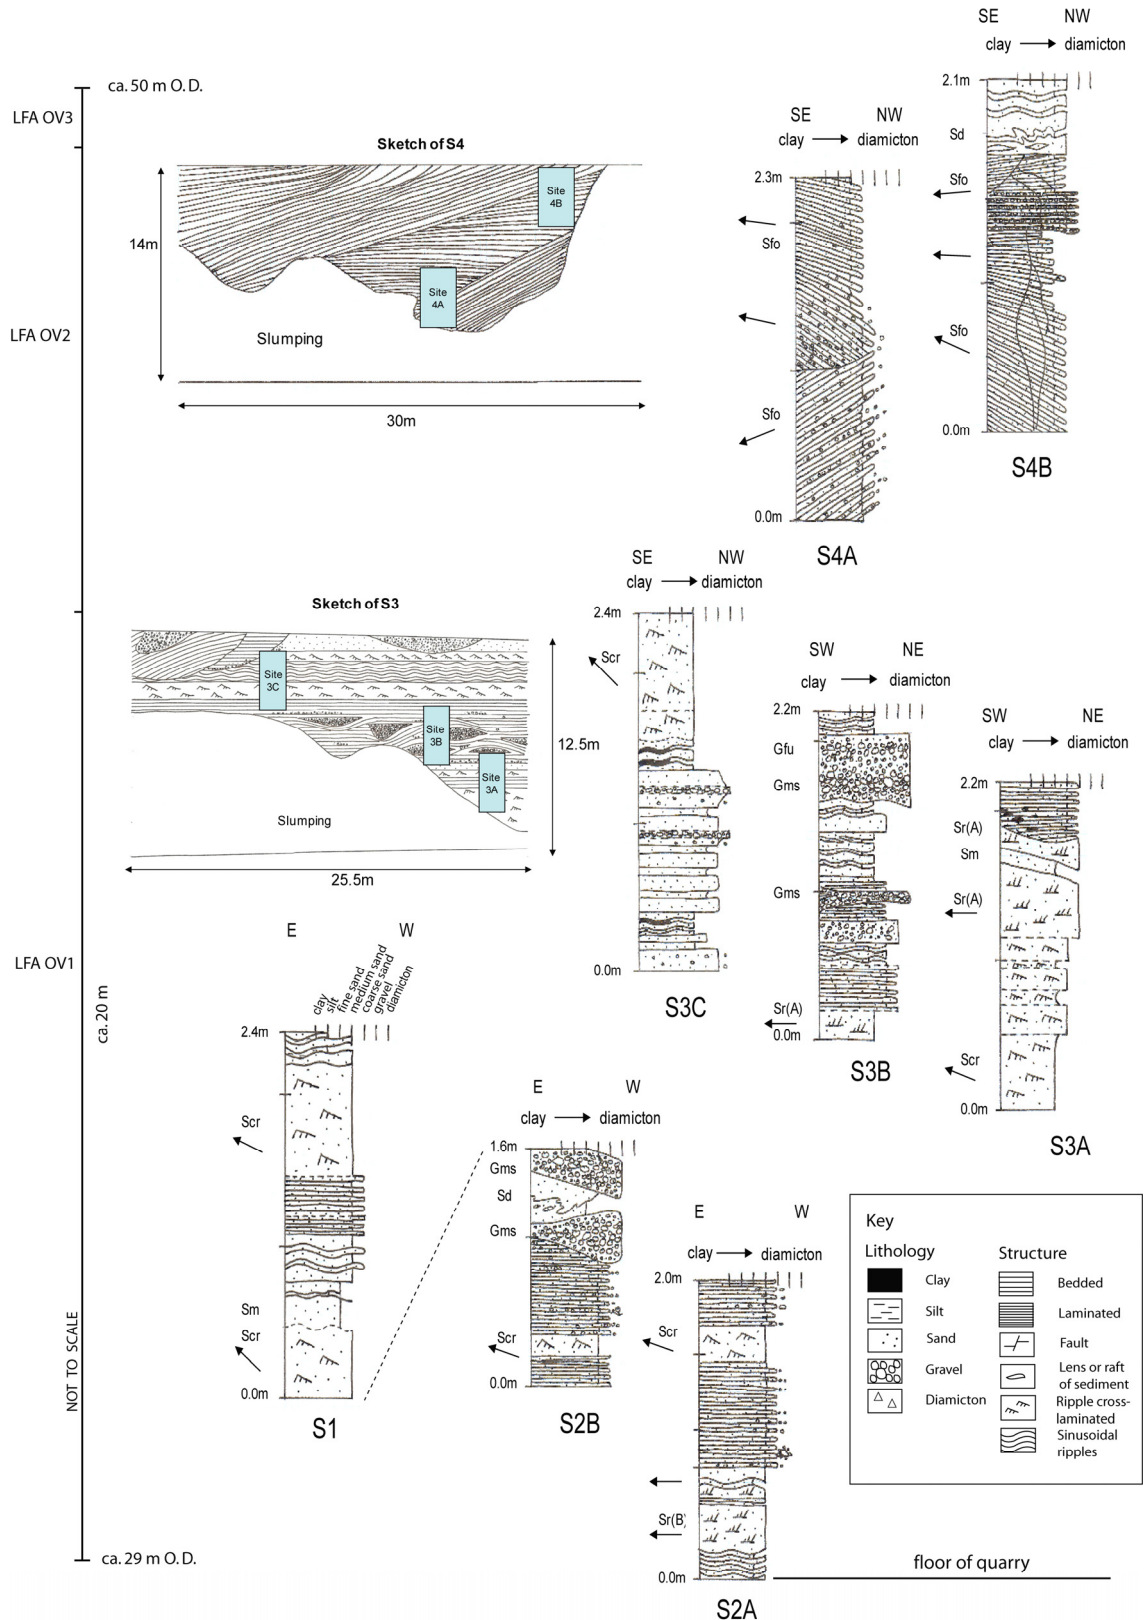 SE NW
clay diamicton
2.1m
Sd
Sfo
Sfo
0.0m
S4B
ca. 50 m O.D.
LFA OV3
LFA OV2
LFA OV1
ca. 20 m
NOT TO SCALE
ca. 29 m O.D.
Sketch of S4
14m
Site
4B
Site
4A
Slumping
30m
SE NW
clay diamicton
2.3m
Sfo
Sfo
0.0m
S4A
Sketch of S3
Site
3C
Site
3B
Site
3A
12.5m
Slumping
25.5m
SE NW
clay diamicton
2.4m
Scr
0.0m
S3C
SW NE
clay diamicton
2.2m
Gfu
Gms
Gms
Sr(A)
0.0m
S3B
SW NE
clay diamicton
2.2m
Sr(A)
Sm
Sr(A)
Scr
0.0m
S3A
E W
clay
silt
fine sand
medium sand
coarse sand
gravel
diamicton
2.4m
Scr
Sm
Scr
0.0m
S1
E W
clay diamicton
1.6m
Gms
Sd
Gms
Scr
0.0m
S2B
E W
clay diamicton
2.0m
Scr
Sr(B)
0.0m
S2A
floor of quarry
Key
Lithology
Clay
Silt
Sand
Gravel
Diamicton
Structure
Bedded
Laminated
Fault
Lens or raft
of sediment
Ripple cross-
laminated
Sinusoidal
ripples